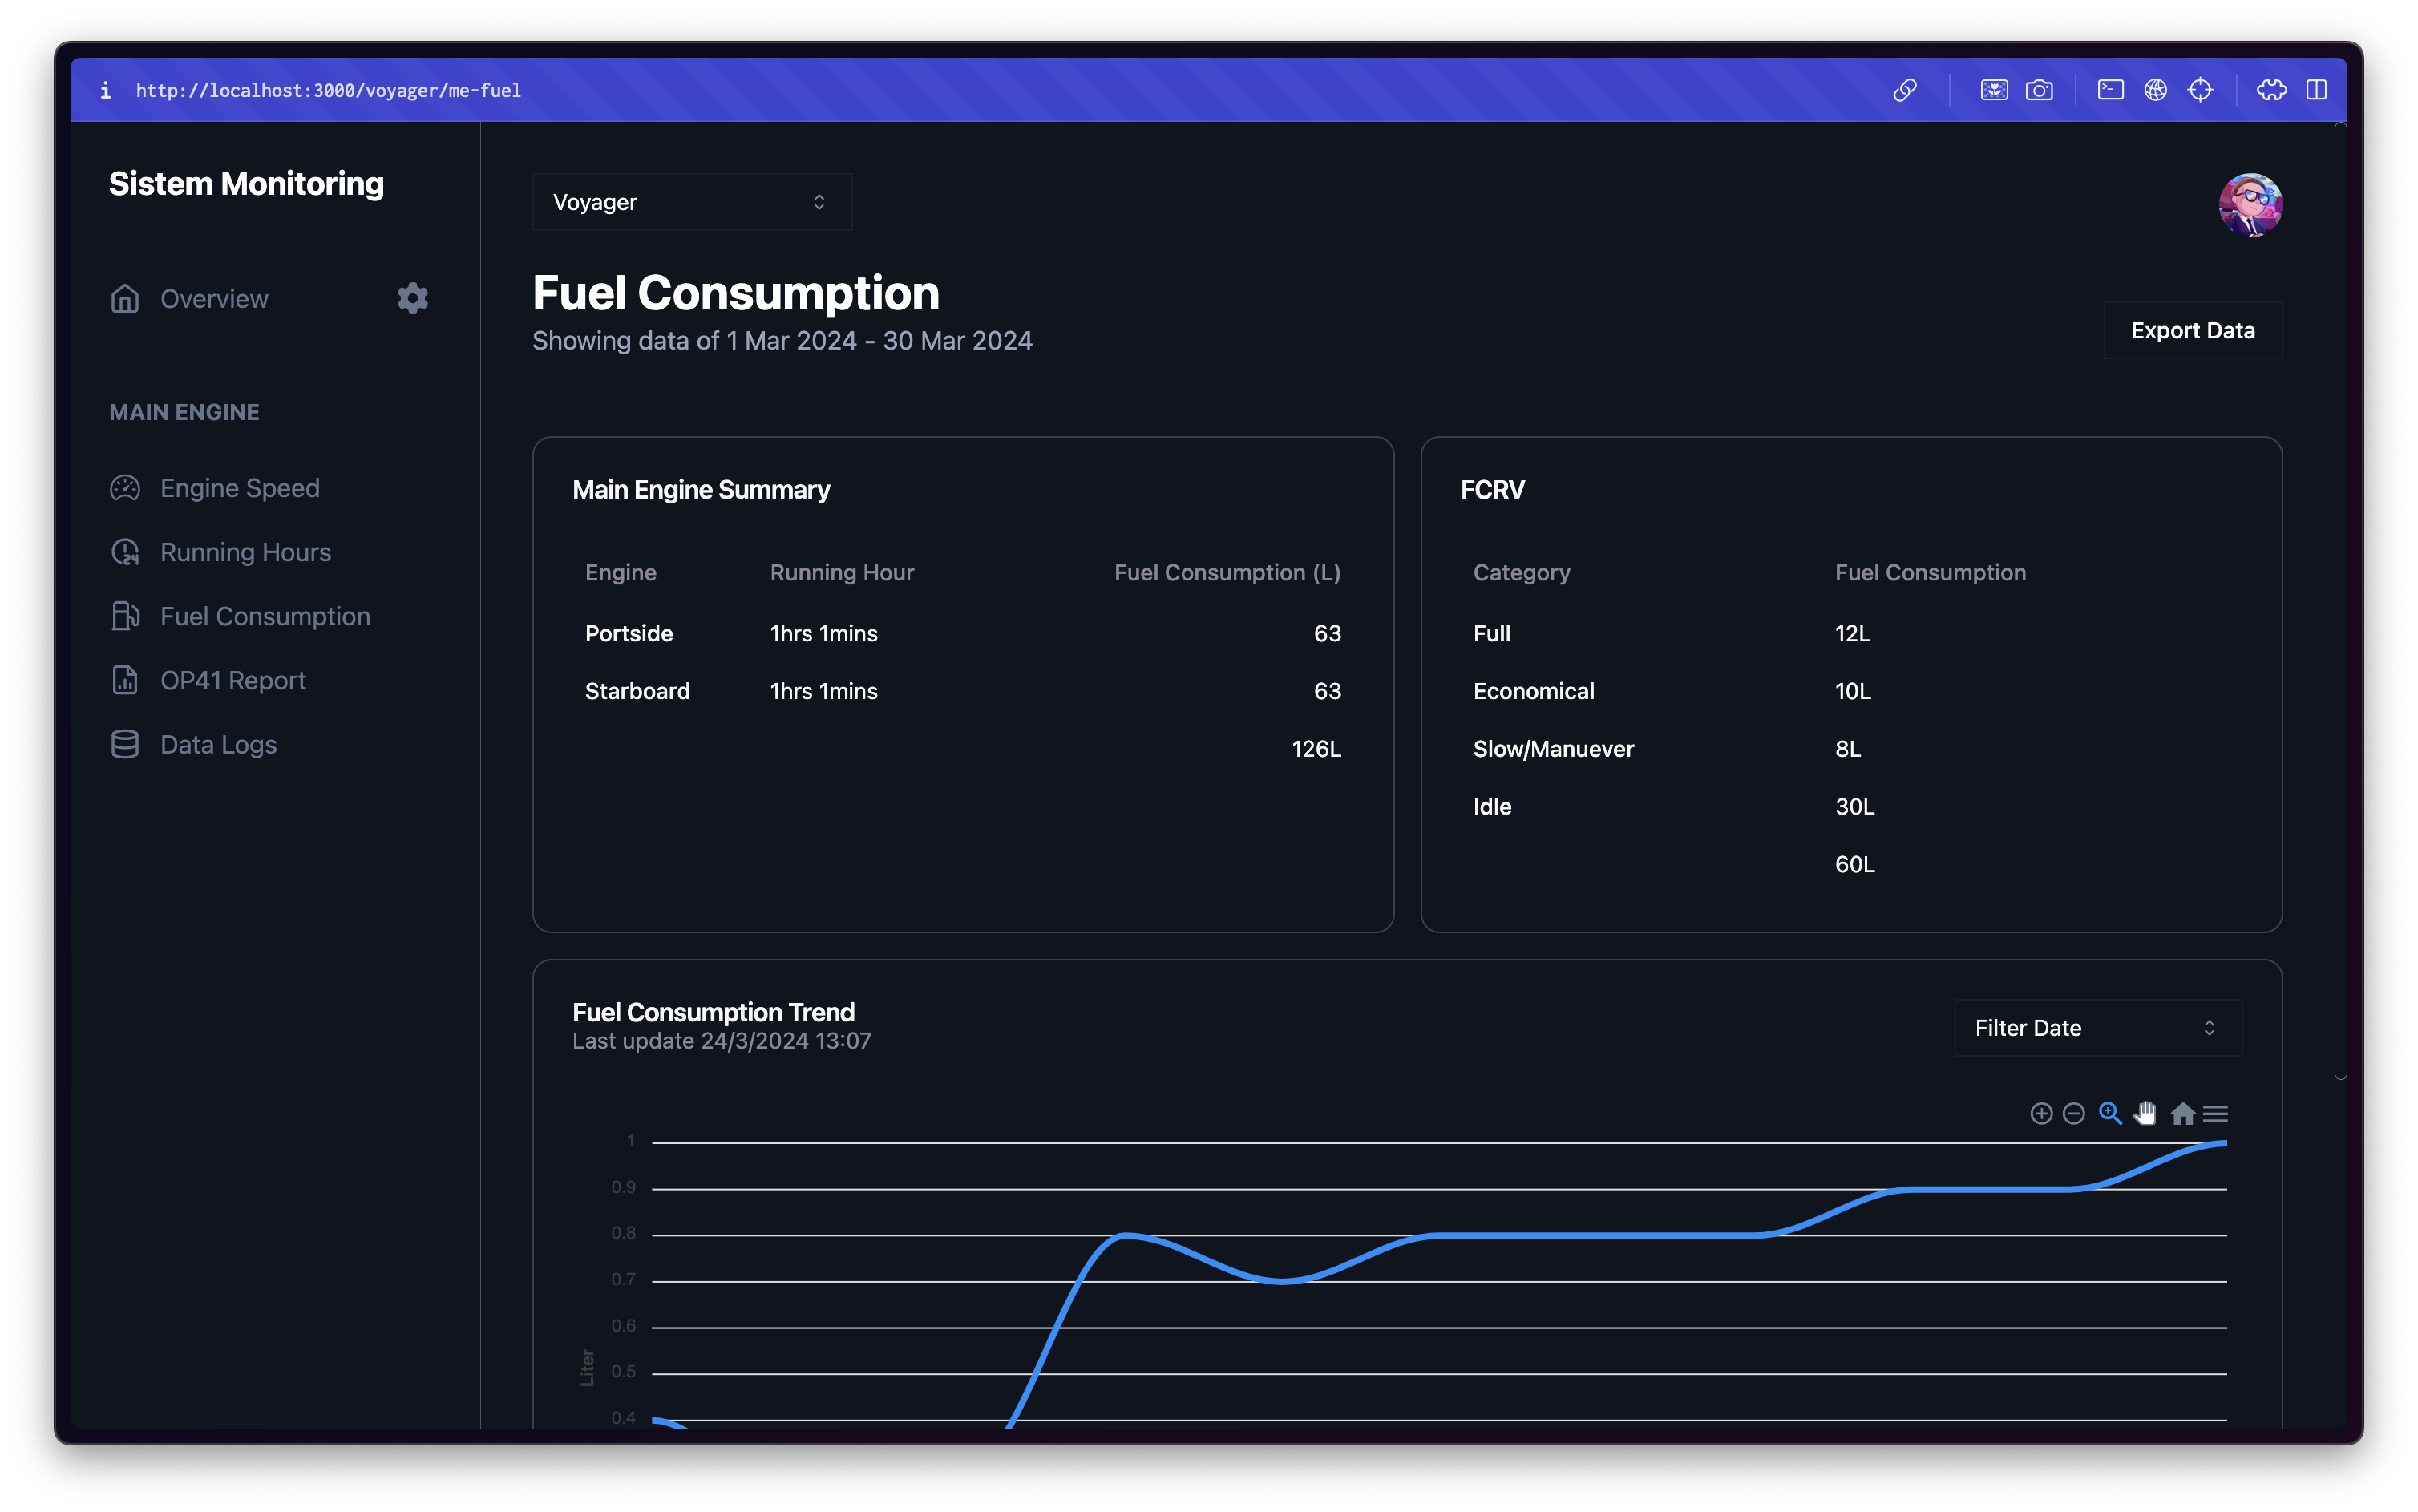 i http://localhost:3000/voyager/me-fuel
Sistem Monitoring
Overview
MAIN ENGINE
Engine Speed
Running Hours
24
Fuel Consumption
OP41 Report
Data Logs
Voyager
Fuel Consumption
Showing data of 1 Mar 2024 - 30 Mar 2024
Export Data
Main Engine Summary
Engine Running Hour Fuel Consumption (L)
Portside 1hrs 1mins 63
Starboard 1hrs 1mins 63
126L
FCRV
Category Fuel Consumption
Full 12L
Economical 10L
Slow/Manuever 8L
Idle 30L
60L
Fuel Consumption Trend
Last update 24/3/2024 13:07
Filter Date
1
0.9
0.8
0.7
0.6
0.5
0.4
Liter